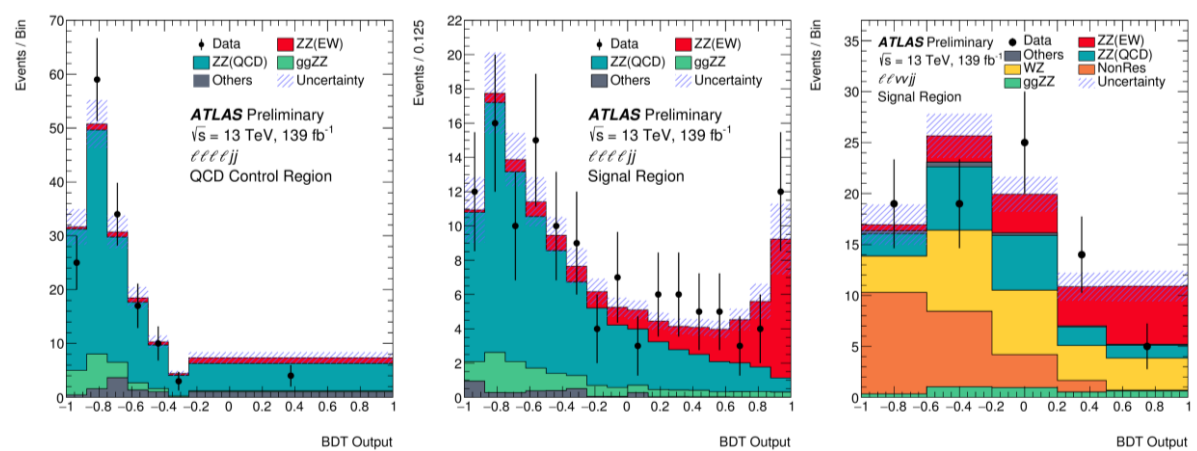 Events / Bin
70
60
50
40
30
20
10
0
Data
ZZ(EW)
ZZ(QCD)
ggZZ
Others
Uncertainty
ATLAS Preliminary
√s = 13 TeV, 139 fb⁻¹
ℓℓℓℓjj
QCD Control Region
−1 −0.8 −0.6 −0.4 −0.2 0 0.2 0.4 0.6 0.8 1
BDT Output
Events / 0.125
22
20
18
16
14
12
10
8
6
4
2
0
Data
ZZ(EW)
ZZ(QCD)
ggZZ
Others
Uncertainty
ATLAS Preliminary
√s = 13 TeV, 139 fb⁻¹
ℓℓℓℓjj
Signal Region
−1 −0.8 −0.6 −0.4 −0.2 0 0.2 0.4 0.6 0.8 1
BDT Output
Events / Bin
35
30
25
20
15
10
5
0
ATLAS Preliminary
√s = 13 TeV, 139 fb⁻¹
ℓℓννjj
Signal Region
Data
ZZ(EW)
Others
ZZ(QCD)
WZ
NonRes
ggZZ
Uncertainty
−1 −0.8 −0.6 −0.4 −0.2 0 0.2 0.4 0.6 0.8 1
BDT Output